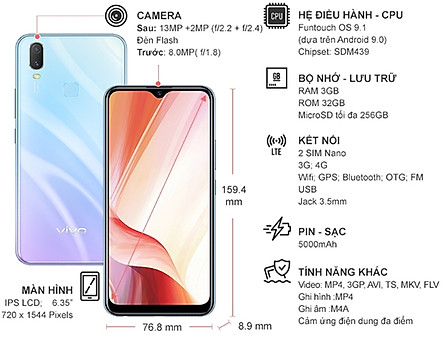 CAMERA
Sau: 13MP +2MP (f/2.2 + f/2.4)
Đèn Flash
Trước: 8.0MP( f/1.8)
vivo
159.4
mm
76.8 mm
8.9 mm
MÀN HÌNH
IPS LCD; 6.35"
720 x 1544 Pixels
CPU
HỆ ĐIỀU HÀNH - CPU
Funtouch OS 9.1
(dựa trên Android 9.0)
Chipset: SDM439
GB
BỘ NHỚ - LƯU TRỮ
RAM 3GB
ROM 32GB
MicroSD tối đa 256GB
LTE
KẾT NỐI
2 SIM Nano
3G; 4G
Wifi; GPS; Bluetooth; OTG; FM
USB
Jack 3.5mm
PIN - SẠC
5000mAh
TÍNH NĂNG KHÁC
Video: MP4, 3GP, AVI, TS, MKV, FLV
Ghi hình :MP4
Ghi âm :M4A
Cảm ứng điện dung đa điểm